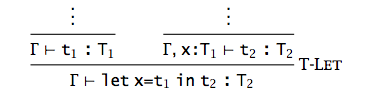 ⋮ ⋮
Γ ⊢ t₁ : T₁ Γ, x:T₁ ⊢ t₂ : T₂
T-LET
Γ ⊢ let x=t₁ in t₂ : T₂